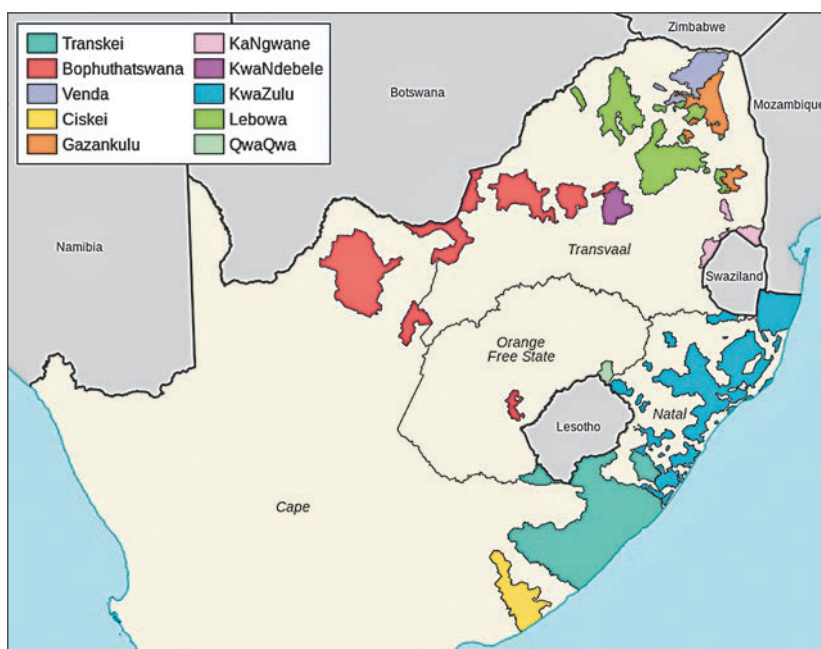 Transkei
Bophuthatswana
Venda
Ciskei
Gazankulu
KaNgwane
KwaNdebele
KwaZulu
Lebowa
QwaQwa
Zimbabwe
Botswana
Mozambique
Namibia
Transvaal
Swaziland
Orange
Free State
Natal
Lesotho
Cape